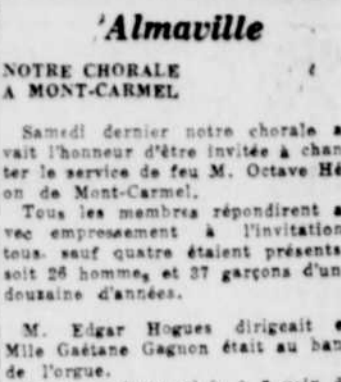 'Almaville
NOTRE CHORALE
A MONT-CARMEL
Samedi dernier notre chorale a
vait l'honneur d'être invitée à chan
ter le service de feu M. Octave Hé
on de Mont-Carmel.
Tous les membres répondirent a
vec empressement à l'invitation
tous. sauf quatre étaient présents
soit 26 homme, et 37 garçons d'un
douzaine d'années.
M. Edgar Hogues dirigeait e
Mlle Gaétane Gagnon était au ban
de l'orgue.